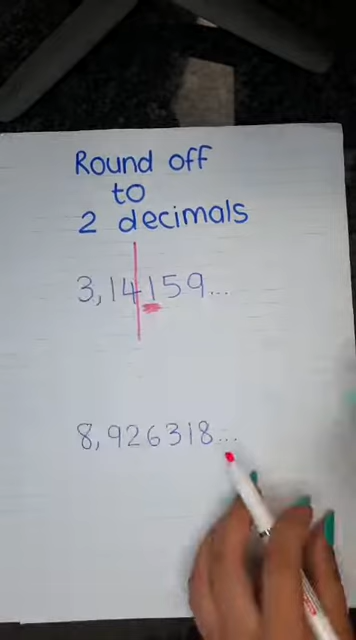 Round off
to
2 decimals
3,14159...
8,926318...